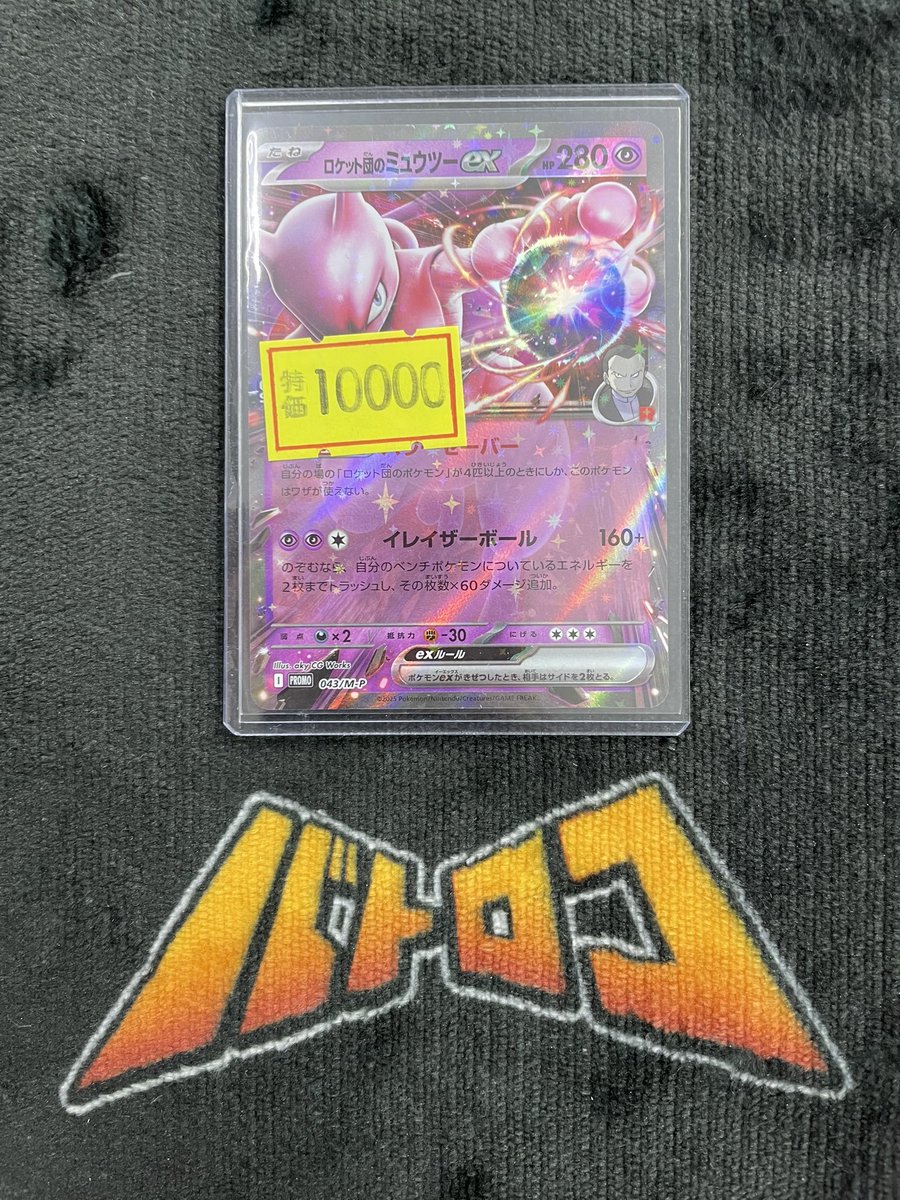 たね ロケット団のミュウツーex HP 280
特価 10000
R
セーバー
自分の場の「ロケット団のポケモン」が4匹以上のときにしか、このポケモン
はワザが使えない。
イレイザーボール 160+
のぞむなら、自分のベンチポケモンについているエネルギーを
2枚までトラッシュし、その枚数×60ダメージ追加。
弱点 ×2 抵抗力 -30 にげる
exルール
ポケモンexがきぜつしたとき、相手はサイドを2枚とる。
Illus. aky CG Works
I PROMO 043/M-P
©2025 Pokémon/Nintendo/Creatures/GAME FREAK.
バトロコ